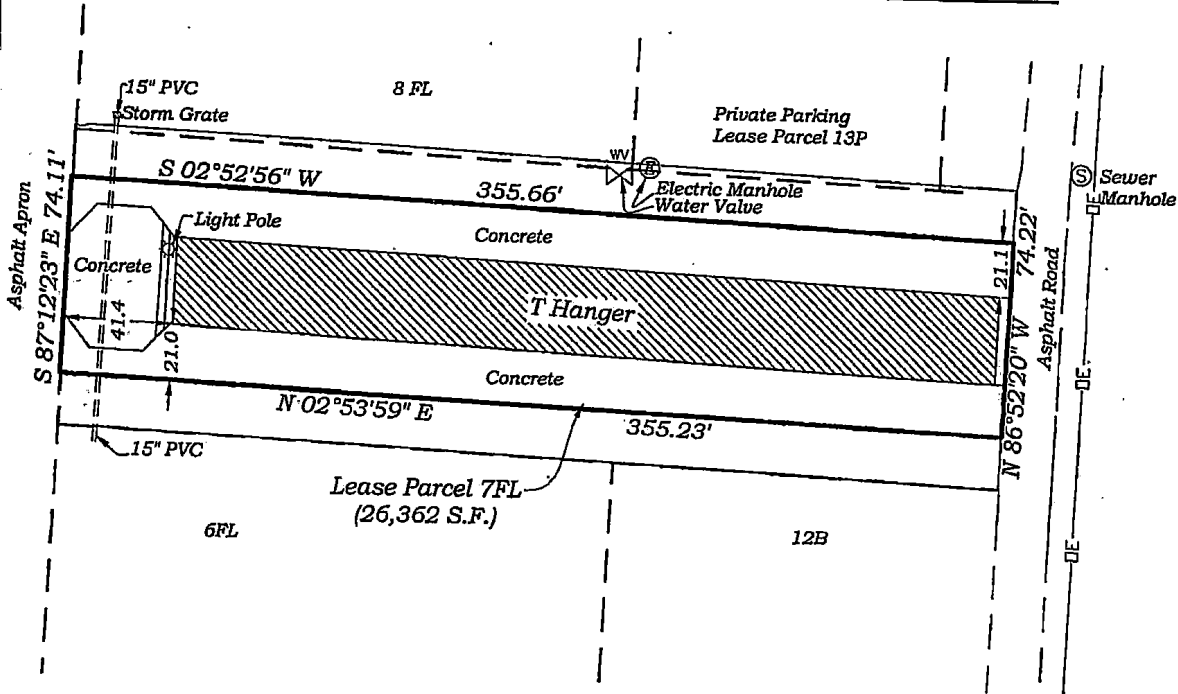 15" PVC
8 FL
Storm Grate
Private Parking
Lease Parcel 13P
WV
E
S 02°52'56" W
355.66'
Electric Manhole
Water Valve
S
Sewer
Manhole
E
Asphalt Apron
S 87°12'23" E 74.11'
Light Pole
Concrete
Concrete
21.1
N 86°52'20" W 74.22'
Asphalt Road
41.4
21.0
T Hanger
E
Concrete
N 02°53'59" E
355.23'
15" PVC
Lease Parcel 7FL
(26,362 S.F.)
6FL
12B
E